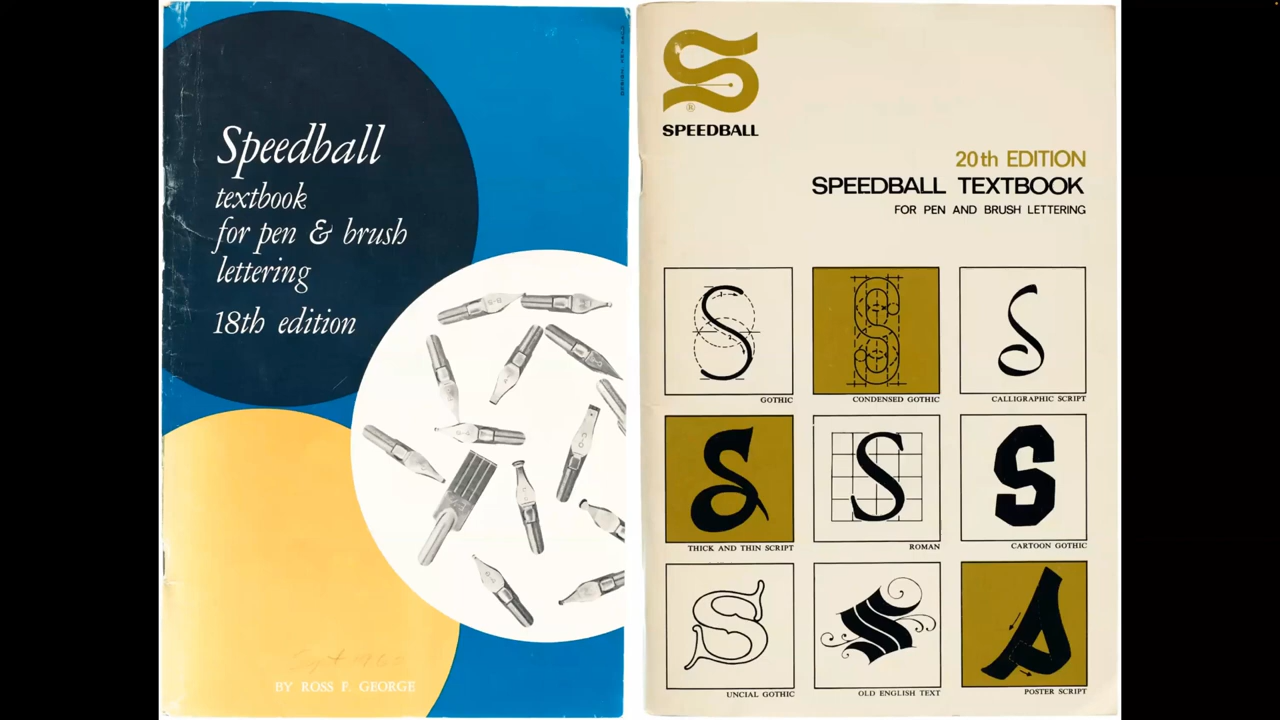 Speedball
textbook
for pen & brush
lettering
18th edition
BY ROSS F. GEORGE
®
SPEEDBALL
20th EDITION
SPEEDBALL TEXTBOOK
FOR PEN AND BRUSH LETTERING
S
GOTHIC
S
CONDENSED GOTHIC
S
CALLIGRAPHIC SCRIPT
S
THICK AND THIN SCRIPT
S
ROMAN
S
CARTOON GOTHIC
S
UNCIAL GOTHIC
S
OLD ENGLISH TEXT
S
POSTER SCRIPT